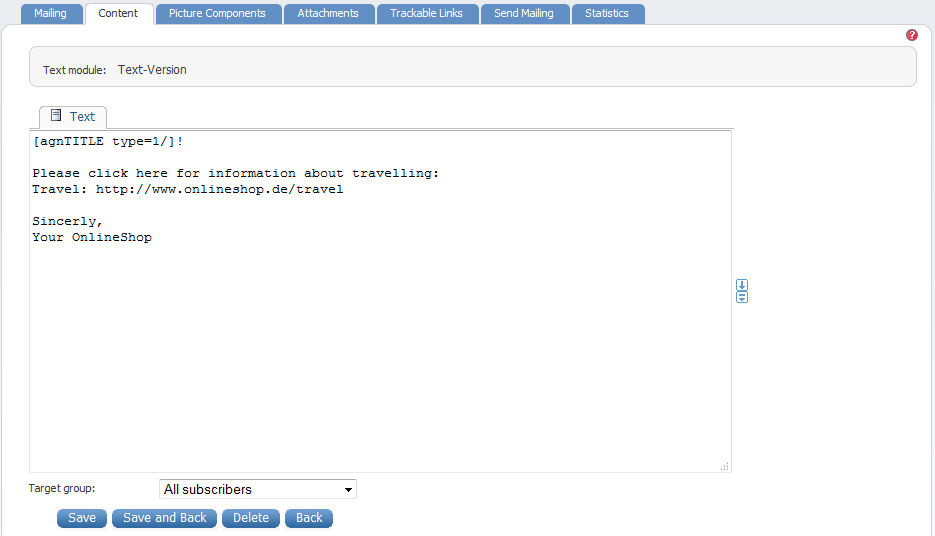 Mailing Content Picture Components Attachments Trackable Links Send Mailing Statistics
?
Text module: Text-Version
Text
[agnTITLE type=1/]!
Please click here for information about travelling:
Travel: http://www.onlineshop.de/travel
Sincerly,
Your OnlineShop
Target group: All subscribers
Save Save and Back Delete Back